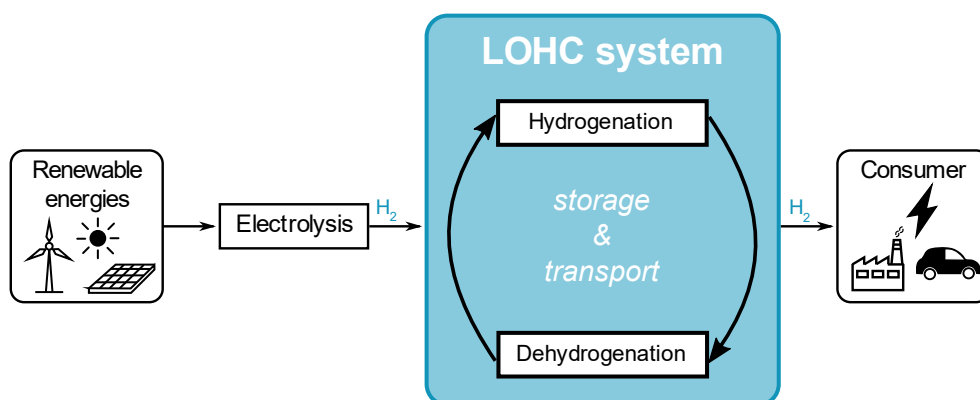 LOHC system
Hydrogenation
Renewable
energies
Electrolysis
H2
storage
&
transport
H2
Consumer
Dehydrogenation